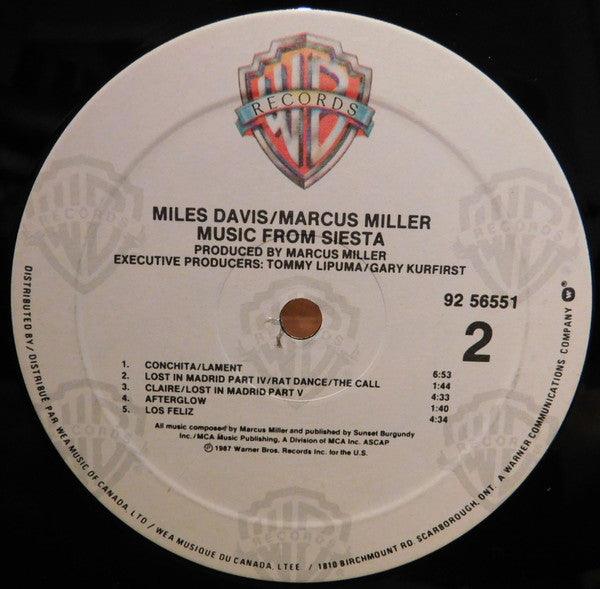 WB
RECORDS
MILES DAVIS/MARCUS MILLER
MUSIC FROM SIESTA
PRODUCED BY MARCUS MILLER
EXECUTIVE PRODUCERS: TOMMY LIPUMA/GARY KURFIRST
92 56551
2
1. CONCHITA/LAMENT 6:53
2. LOST IN MADRID PART IV/RAT DANCE/THE CALL 1:44
3. CLAIRE/LOST IN MADRID PART V 4:33
4. AFTERGLOW 1:40
5. LOS FELIZ 4:34
All music composed by Marcus Miller and published by Sunset Burgundy
Inc./MCA Music Publishing, A Division of MCA Inc. ASCAP
℗ 1987 Warner Bros. Records Inc. for the U.S.
DISTRIBUTED BY / DISTRIBUÉ PAR WEA MUSIC OF CANADA, LTD / WEA MUSIQUE DU CANADA, LTEE. / 1810 BIRCHMOUNT RD. SCARBOROUGH, ONT. A WARNER COMMUNICATIONS COMPANY